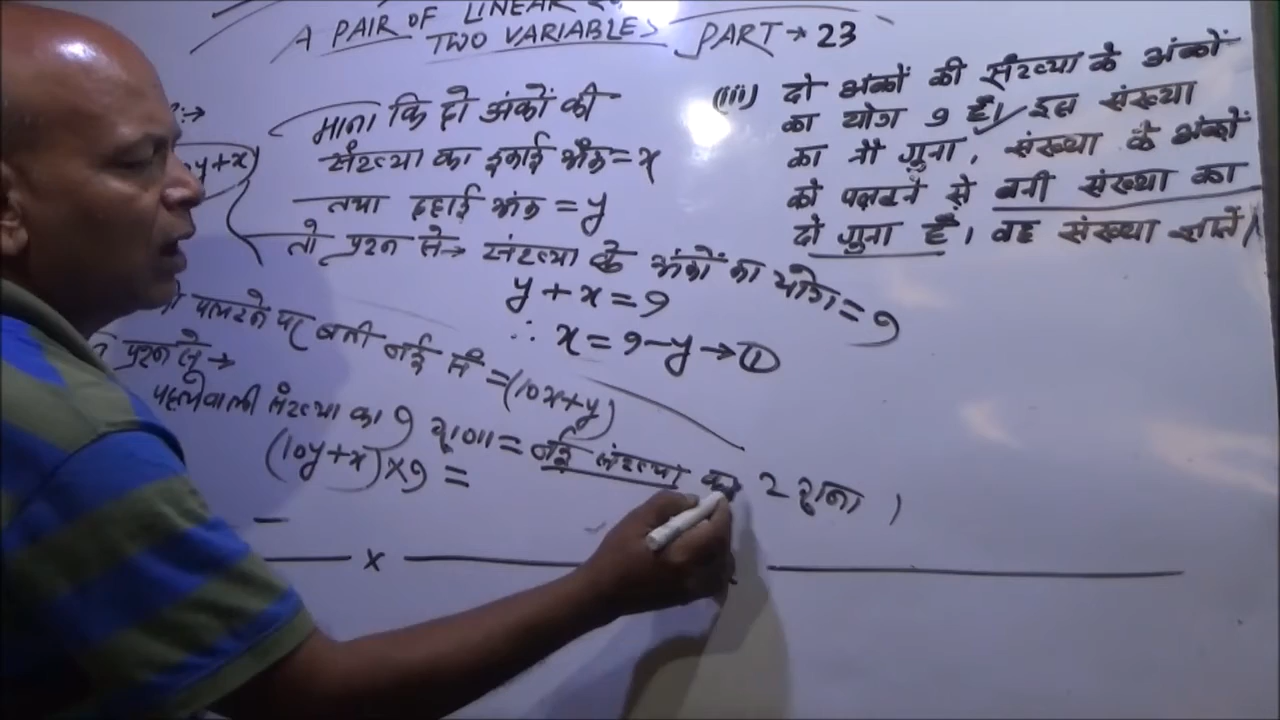 A PAIR OF LINEAR
TWO VARIABLES PART → 23
(iii) दो अंकों की संख्या के अंकों
का योग 9 है। इस संख्या
का नौ गुना, संख्या के अंकों
को पलटने से बनी संख्या का
दो गुना है। वह संख्या ज्ञात
माना कि दो अंकों की
संख्या का इकाई अंक = x
तथा दहाई अंक = y
y+x)
तो प्रश्न से → संख्या के अंकों का योग = 9
y + x = 9
∴ x = 9 - y → ①
पलटने पर बनी नई सं = (10x+y)
प्रश्न से →
पहलेवाली संख्या का 9 गुना = नई संख्या का 2 गुना।
(10y+x)×9 =
x